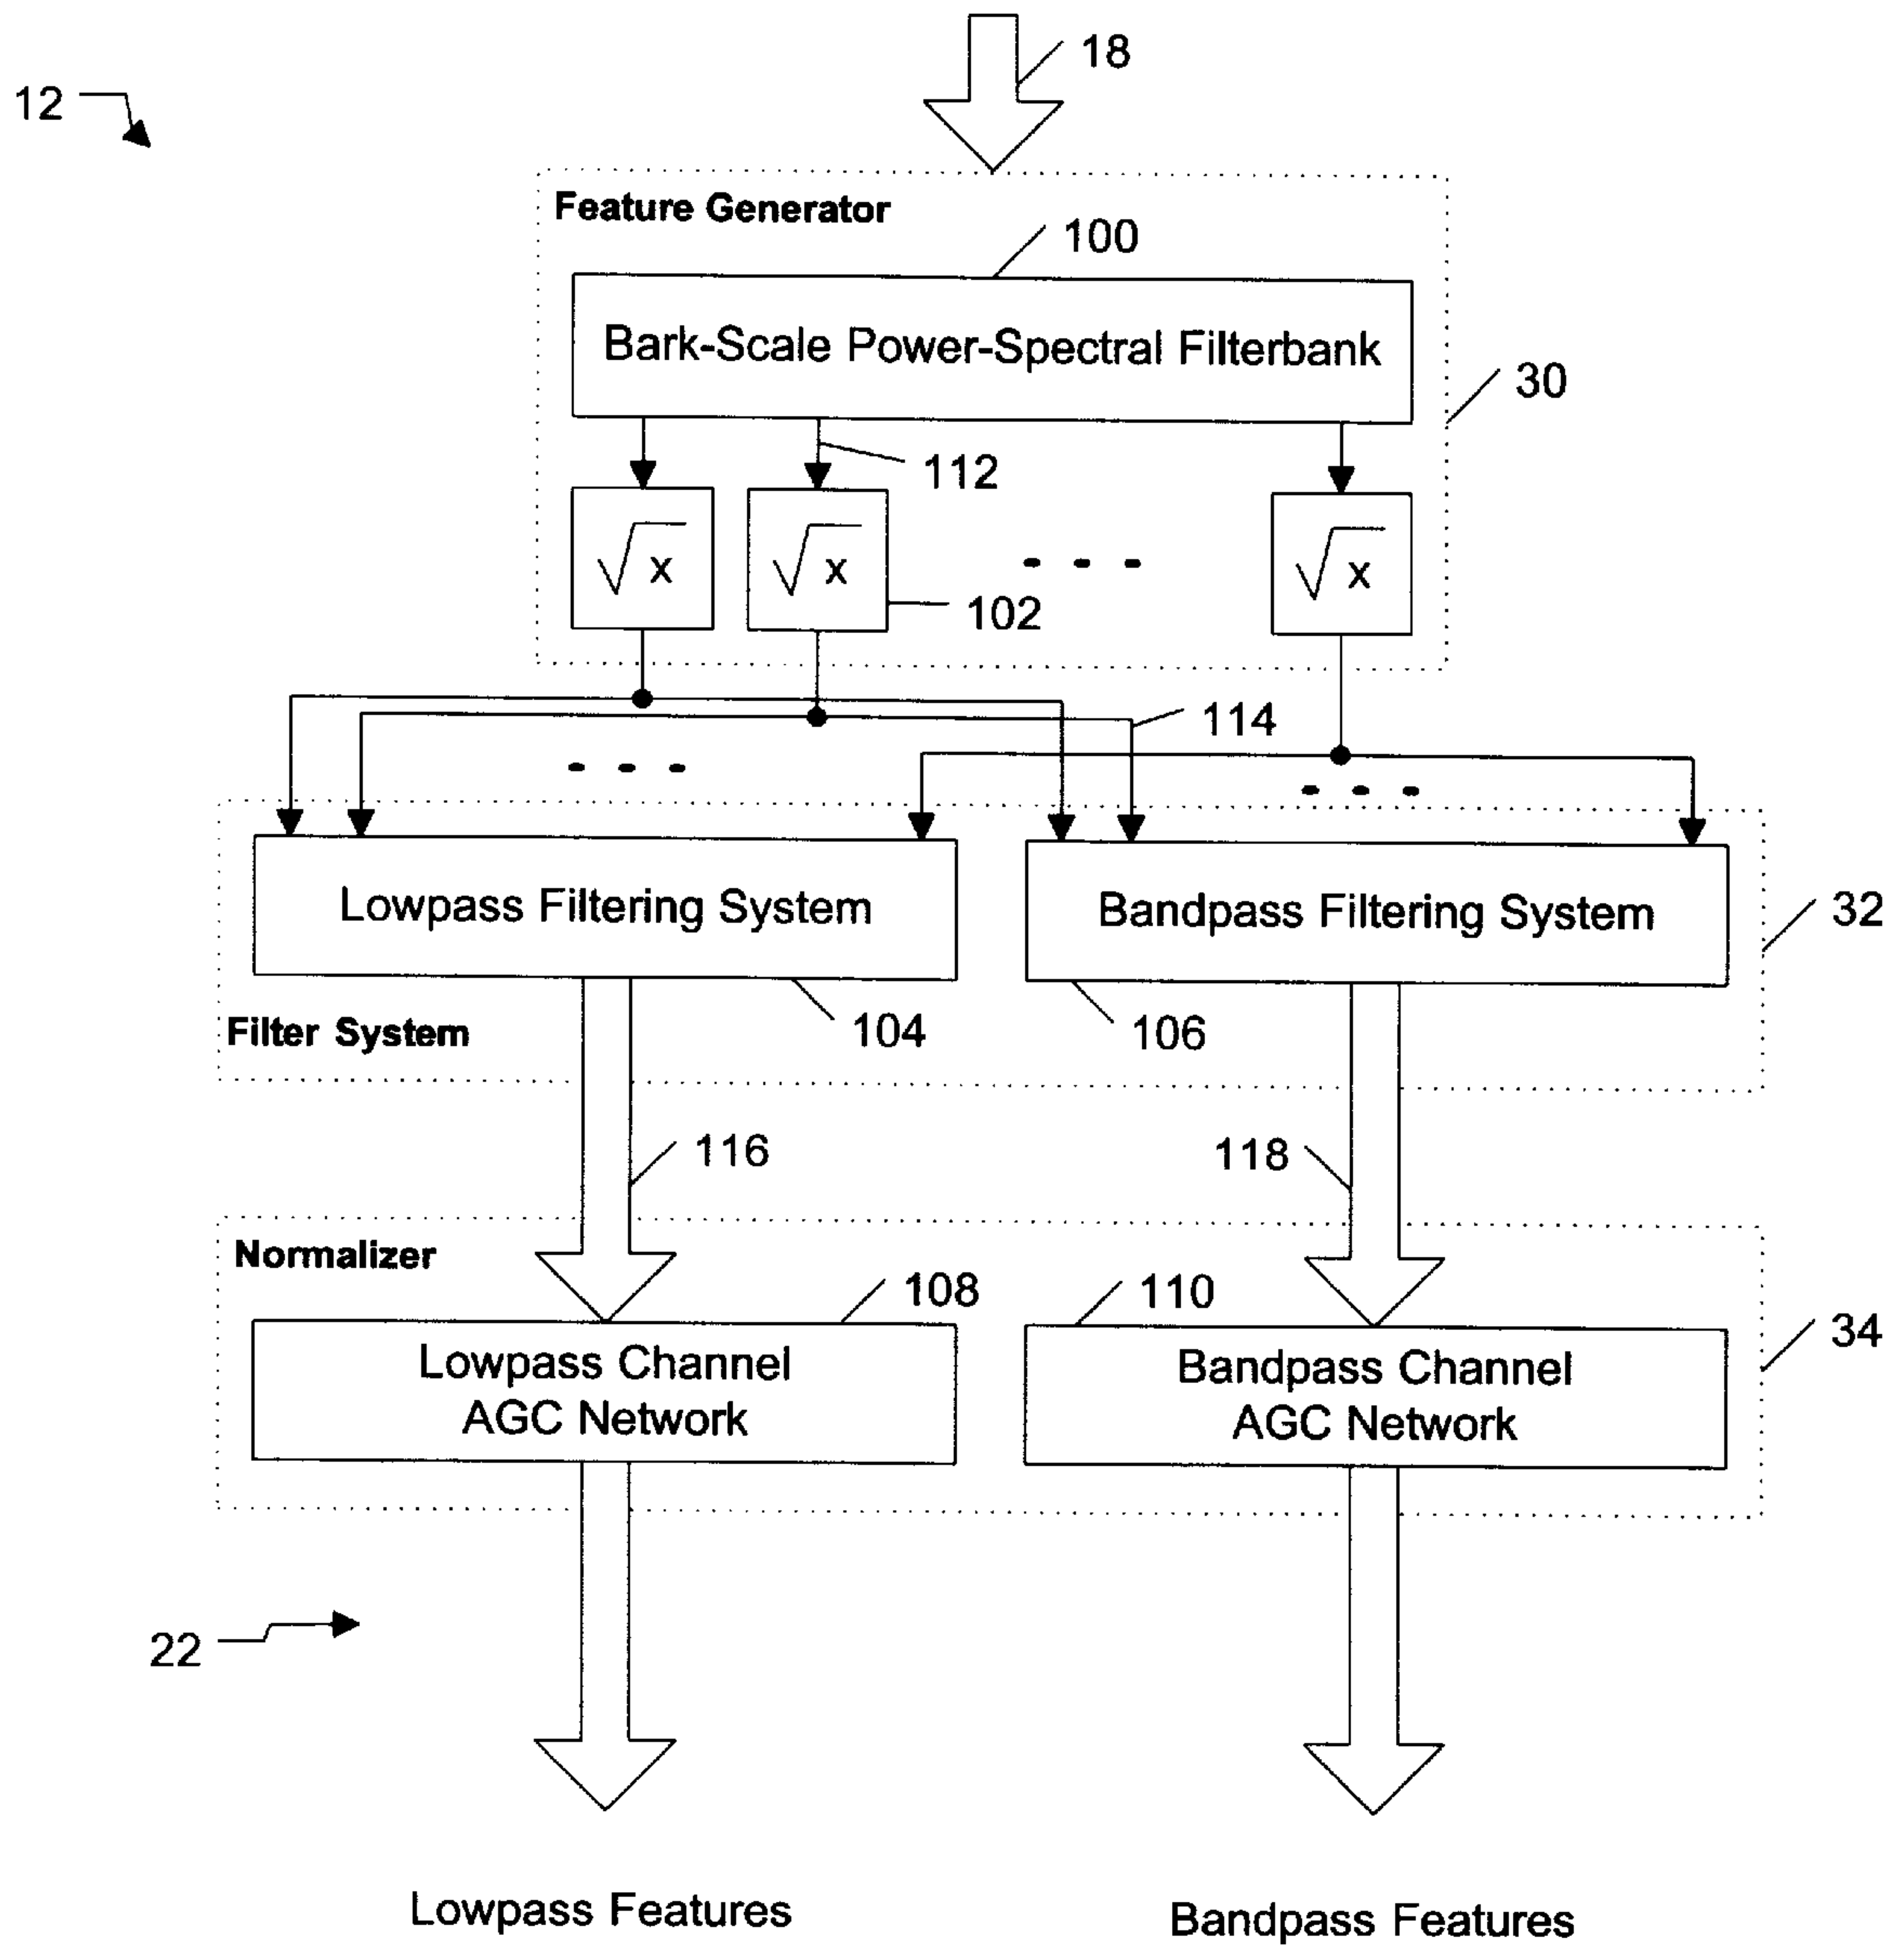 18
12
Feature Generator
100
Bark-Scale Power-Spectral Filterbank
30
112
√x
√x
√x
102
114
Lowpass Filtering System
Bandpass Filtering System
32
Filter System
104
106
116
118
Normalizer
108
110
34
Lowpass Channel
AGC Network
Bandpass Channel
AGC Network
22
Lowpass Features
Bandpass Features